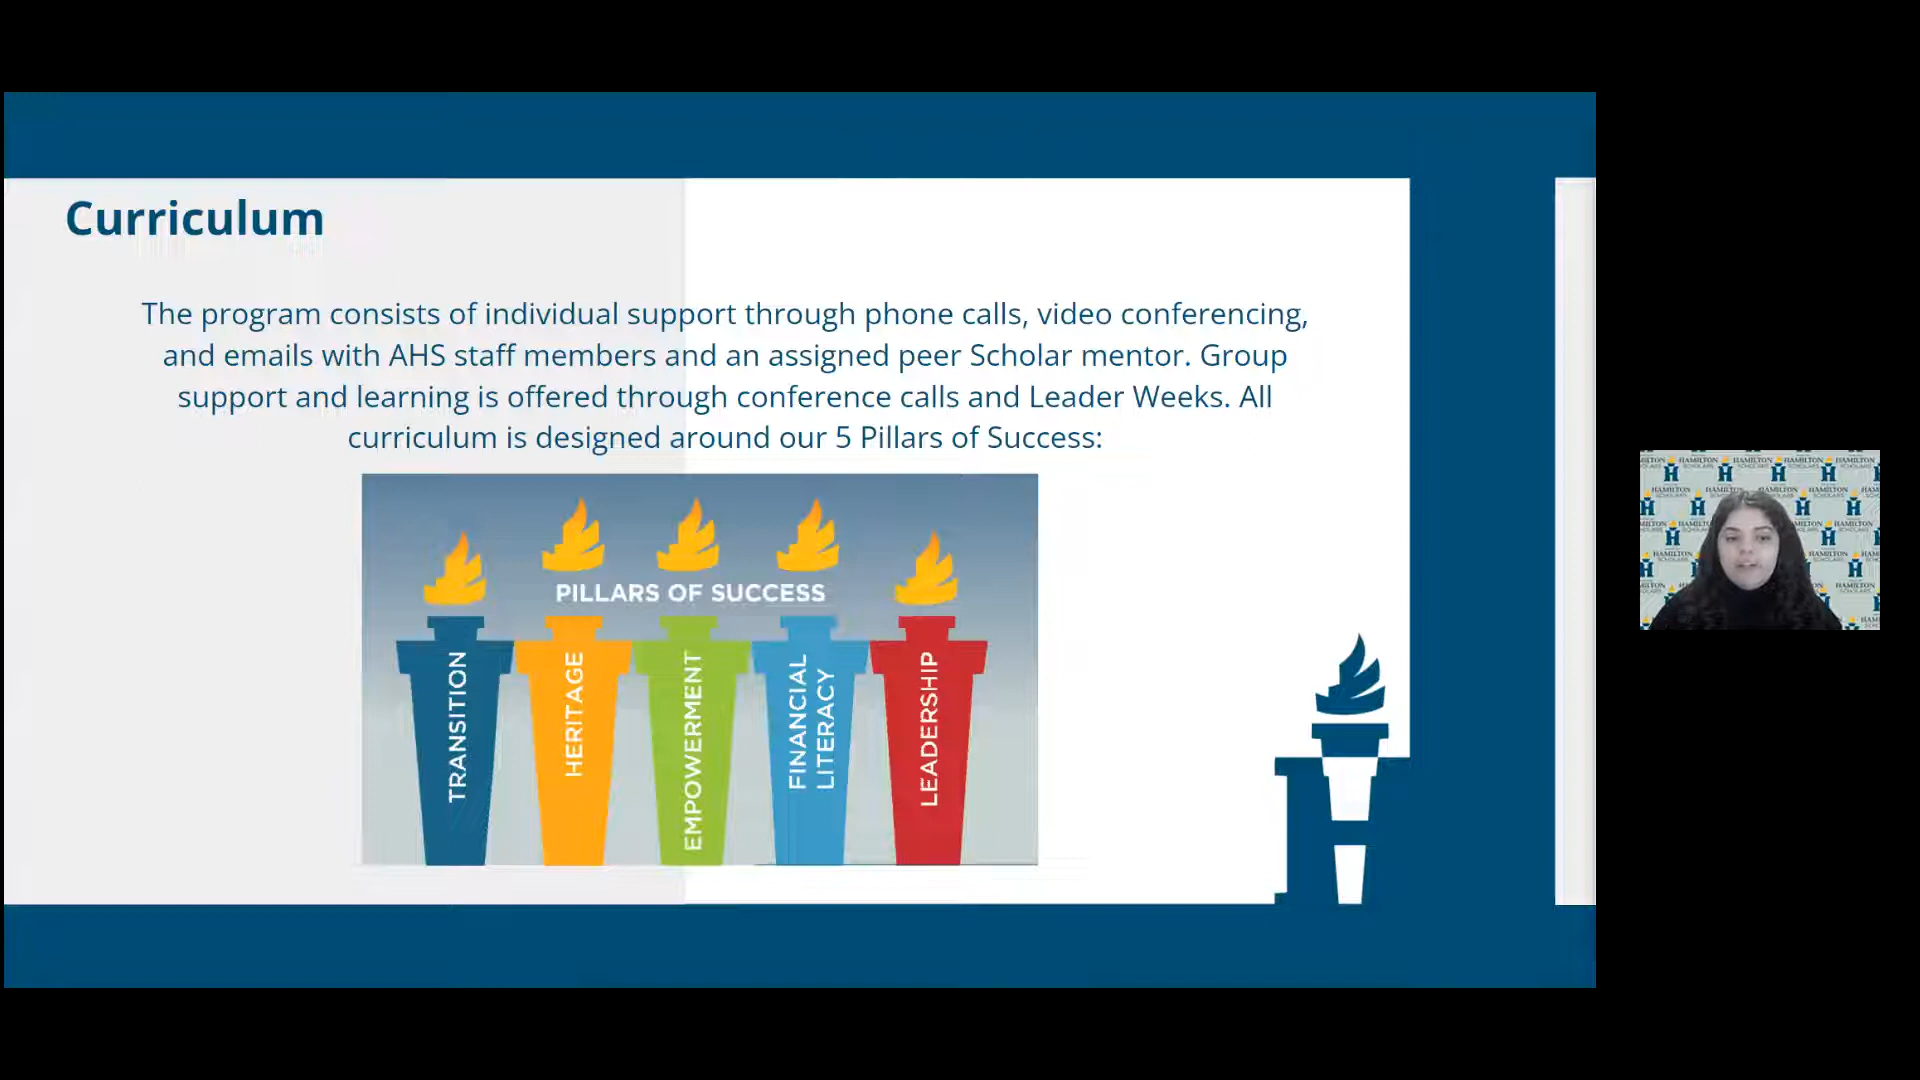 Curriculum
The program consists of individual support through phone calls, video conferencing,
and emails with AHS staff members and an assigned peer Scholar mentor. Group
support and learning is offered through conference calls and Leader Weeks. All
curriculum is designed around our 5 Pillars of Success:
PILLARS OF SUCCESS
TRANSITION
HERITAGE
EMPOWERMENT
FINANCIAL
LITERACY
LEADERSHIP
HAMILTON
SCHOLARS